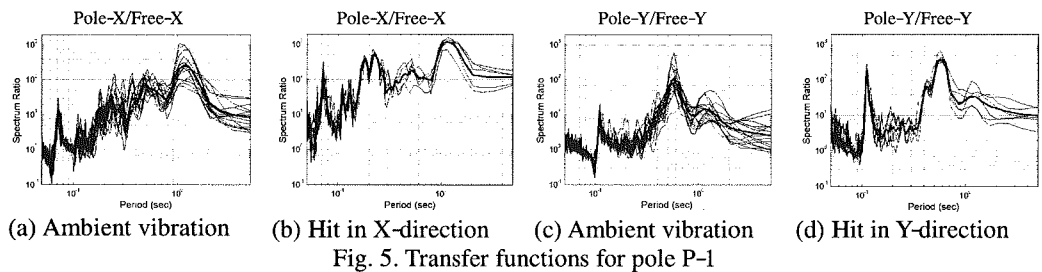 Pole-X/Free-X Pole-X/Free-X Pole-Y/Free-Y Pole-Y/Free-Y
Spectrum Ratio Spectrum Ratio Spectrum Ratio Spectrum Ratio
Period (sec) Period (sec) Period (sec) Period (sec)
(a) Ambient vibration (b) Hit in X-direction (c) Ambient vibration (d) Hit in Y-direction
Fig. 5. Transfer functions for pole P-1